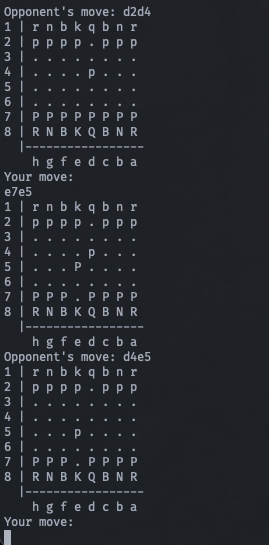 Opponent's move: d2d4
1 | r n b k q b n r
2 | p p p p . p p p
3 | . . . . . . . .
4 | . . . . p . . .
5 | . . . . . . . .
6 | . . . . . . . .
7 | P P P P P P P P
8 | R N B K Q B N R
  |----------------
    h g f e d c b a
Your move:
e7e5
1 | r n b k q b n r
2 | p p p p . p p p
3 | . . . . . . . .
4 | . . . . p . . .
5 | . . . P . . . .
6 | . . . . . . . .
7 | P P P . P P P P
8 | R N B K Q B N R
  |----------------
    h g f e d c b a
Opponent's move: d4e5
1 | r n b k q b n r
2 | p p p p . p p p
3 | . . . . . . . .
4 | . . . . . . . .
5 | . . . p . . . .
6 | . . . . . . . .
7 | P P P . P P P P
8 | R N B K Q B N R
  |----------------
    h g f e d c b a
Your move: